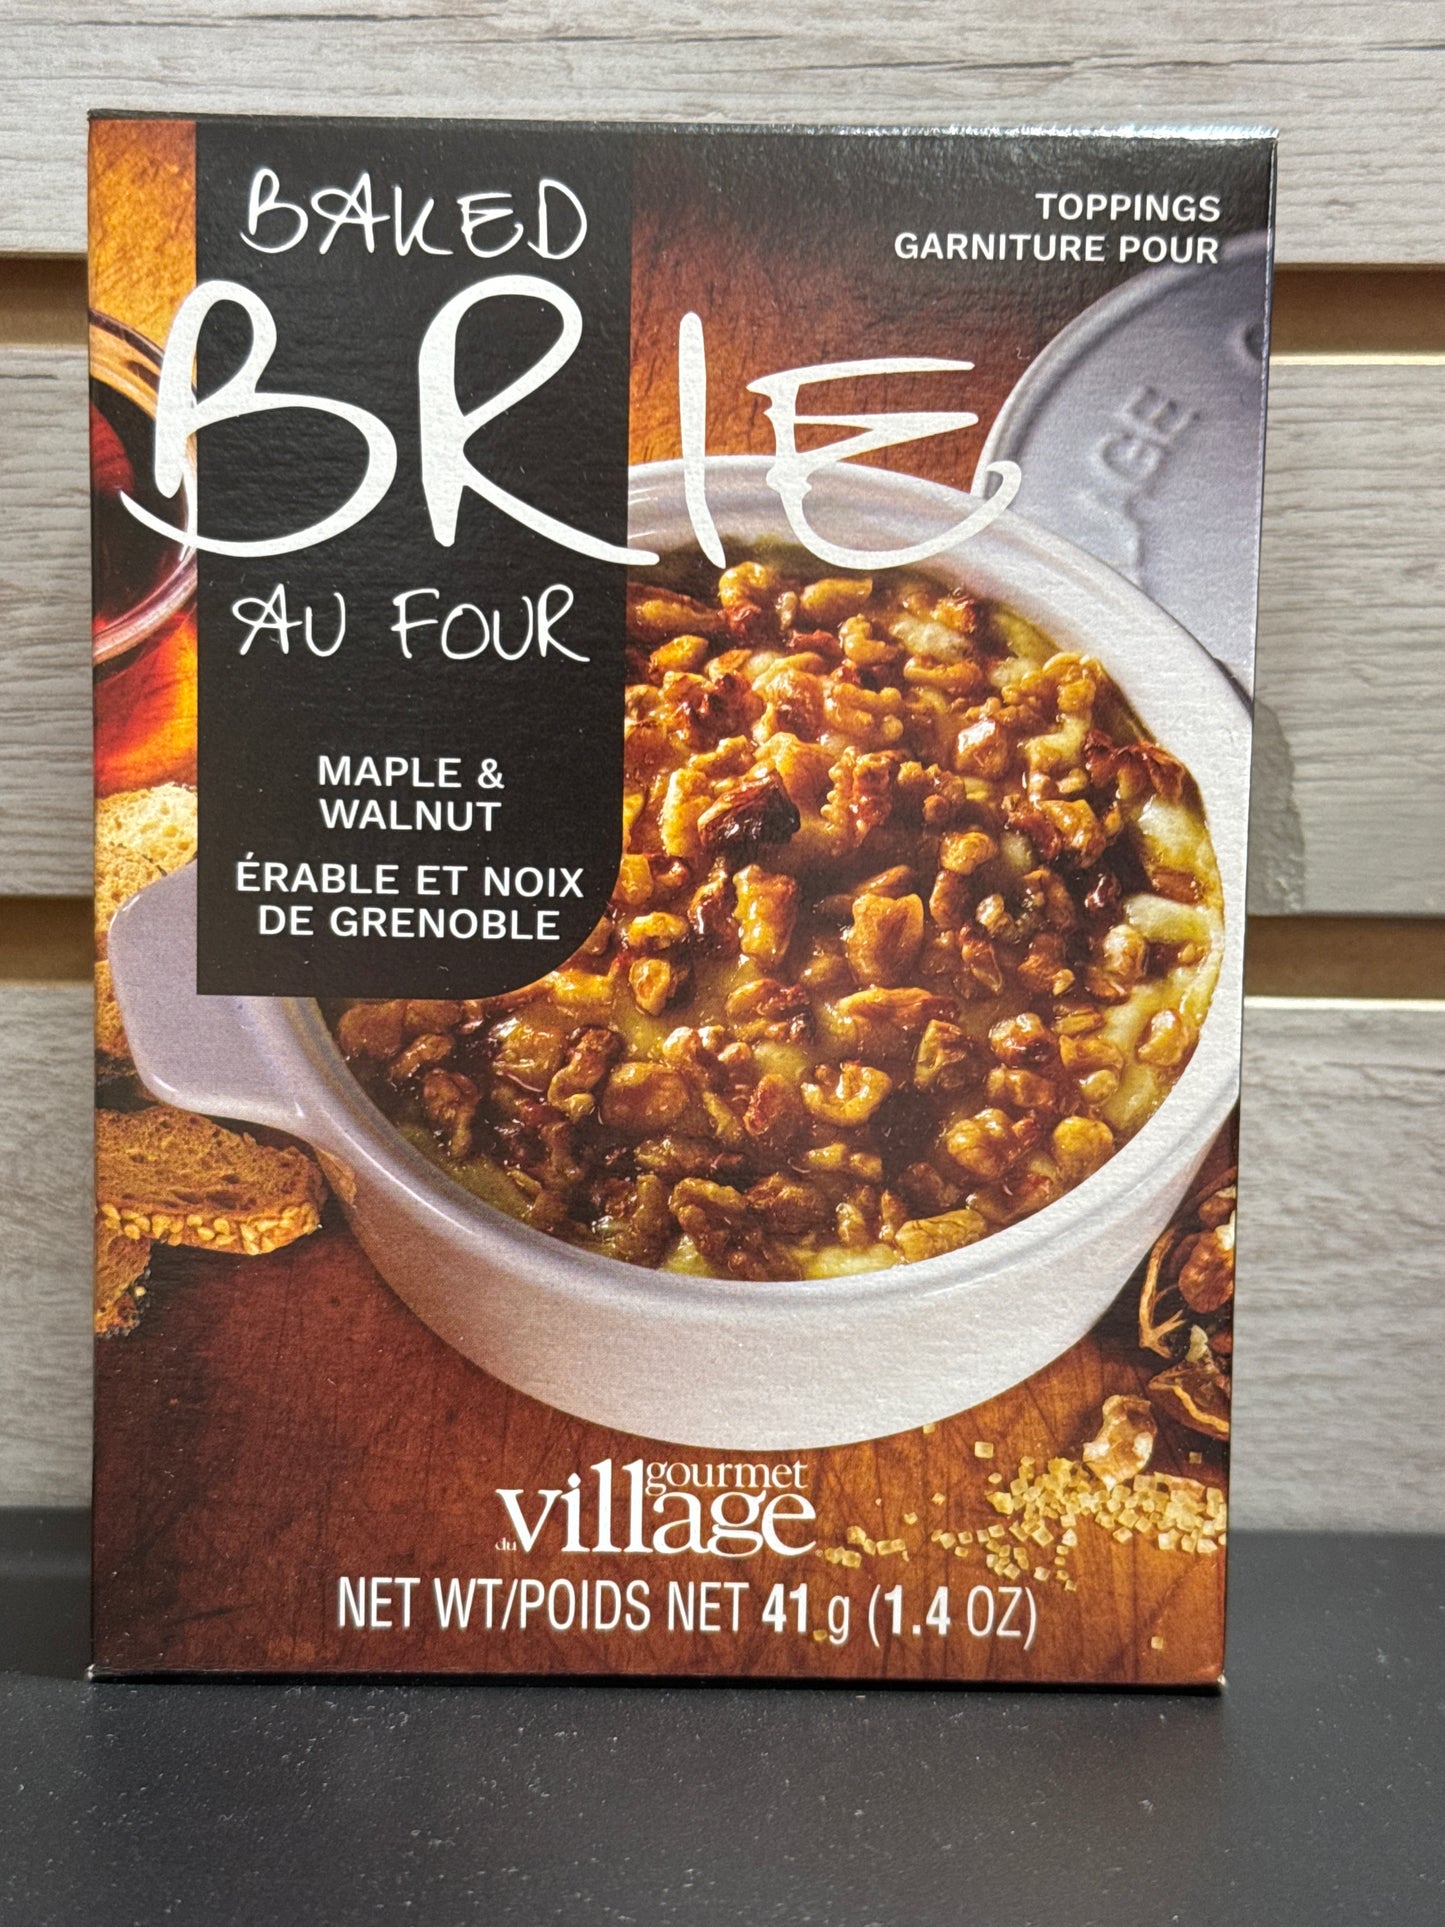 BAKED
BRIE
AU FOUR
TOPPINGS
GARNITURE POUR
MAPLE &
WALNUT
ÉRABLE ET NOIX
DE GRENOBLE
gourmet
du village
NET WT/POIDS NET 41 g (1.4 OZ)